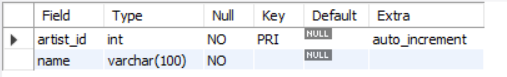 Field Type Null Key Default Extra
artist_id int NO PRI NULL auto_increment
name varchar(100) NO NULL